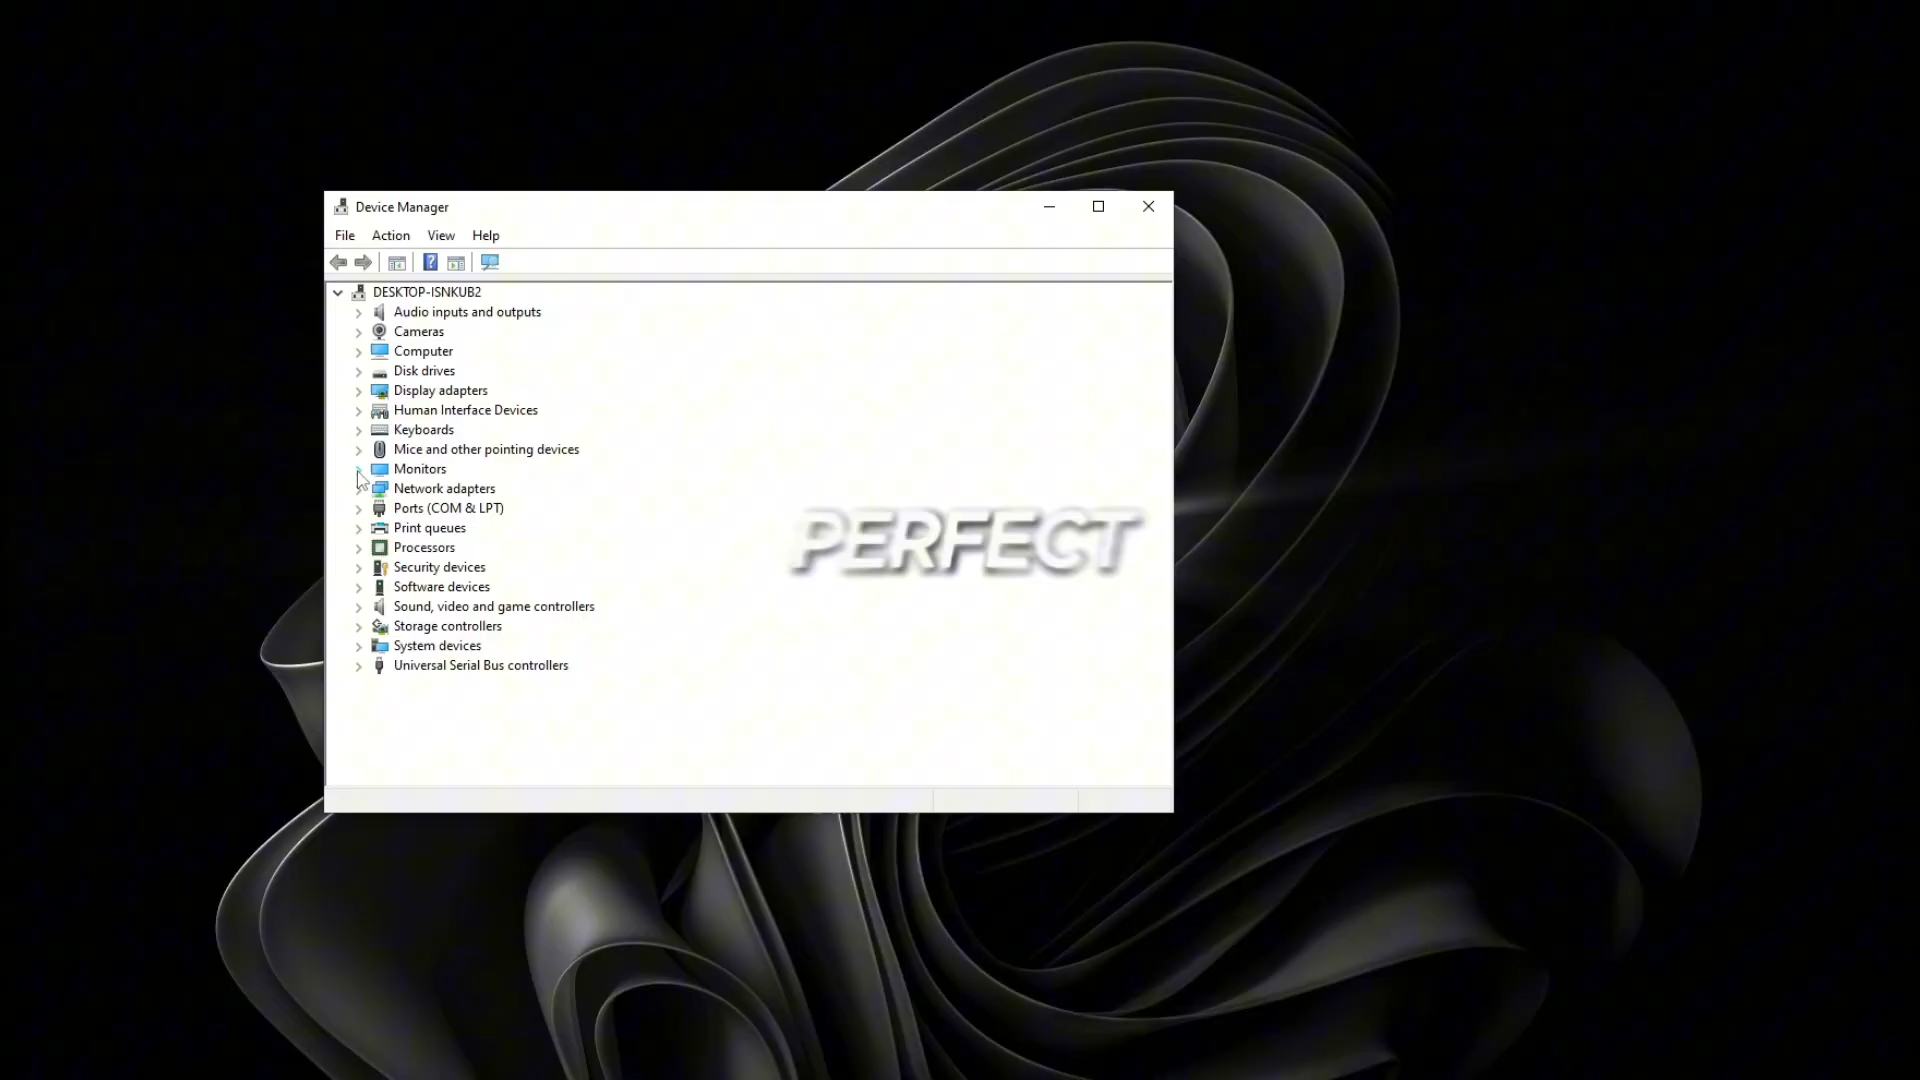 Device Manager
File Action View Help
DESKTOP-ISNKUB2
Audio inputs and outputs
Cameras
Computer
Disk drives
Display adapters
Human Interface Devices
Keyboards
Mice and other pointing devices
Monitors
Network adapters
Ports (COM & LPT)
Print queues
PERFECT
Processors
Security devices
Software devices
Sound, video and game controllers
Storage controllers
System devices
Universal Serial Bus controllers